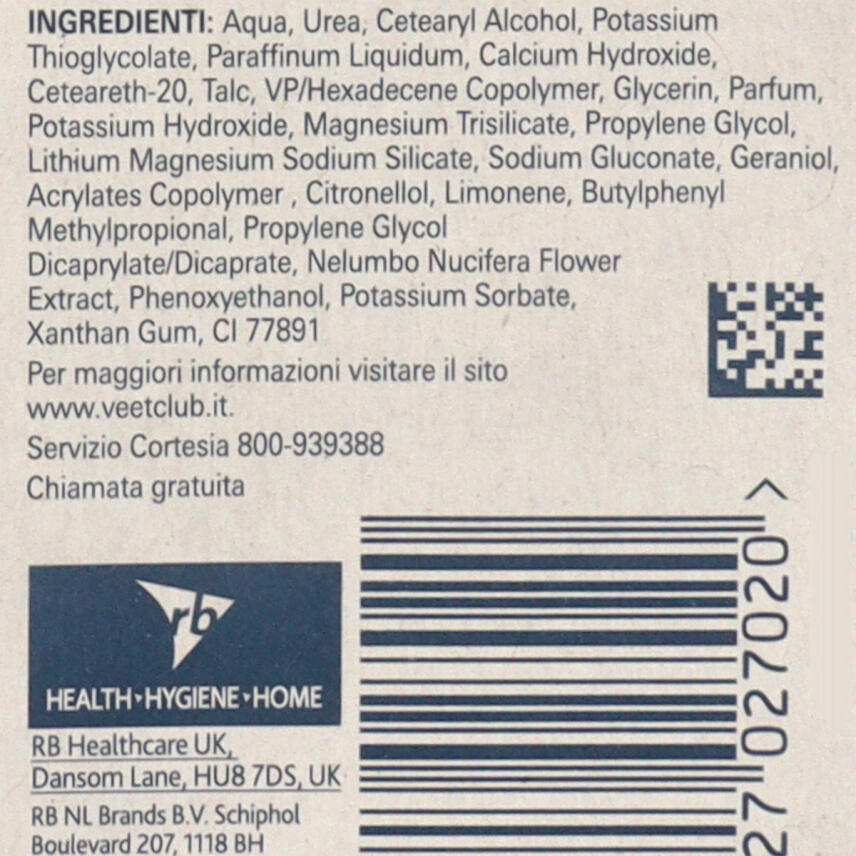 INGREDIENTI: Aqua, Urea, Cetearyl Alcohol, Potassium
Thioglycolate, Paraffinum Liquidum, Calcium Hydroxide,
Ceteareth-20, Talc, VP/Hexadecene Copolymer, Glycerin, Parfum,
Potassium Hydroxide, Magnesium Trisilicate, Propylene Glycol,
Lithium Magnesium Sodium Silicate, Sodium Gluconate, Geraniol,
Acrylates Copolymer , Citronellol, Limonene, Butylphenyl
Methylpropional, Propylene Glycol
Dicaprylate/Dicaprate, Nelumbo Nucifera Flower
Extract, Phenoxyethanol, Potassium Sorbate,
Xanthan Gum, CI 77891
Per maggiori informazioni visitare il sito
www.veetclub.it.
Servizio Cortesia 800-939388
Chiamata gratuita
rb
HEALTH▸HYGIENE▾HOME
RB Healthcare UK,
Dansom Lane, HU8 7DS, UK
RB NL Brands B.V. Schiphol
Boulevard 207, 1118 BH
27 027020 >